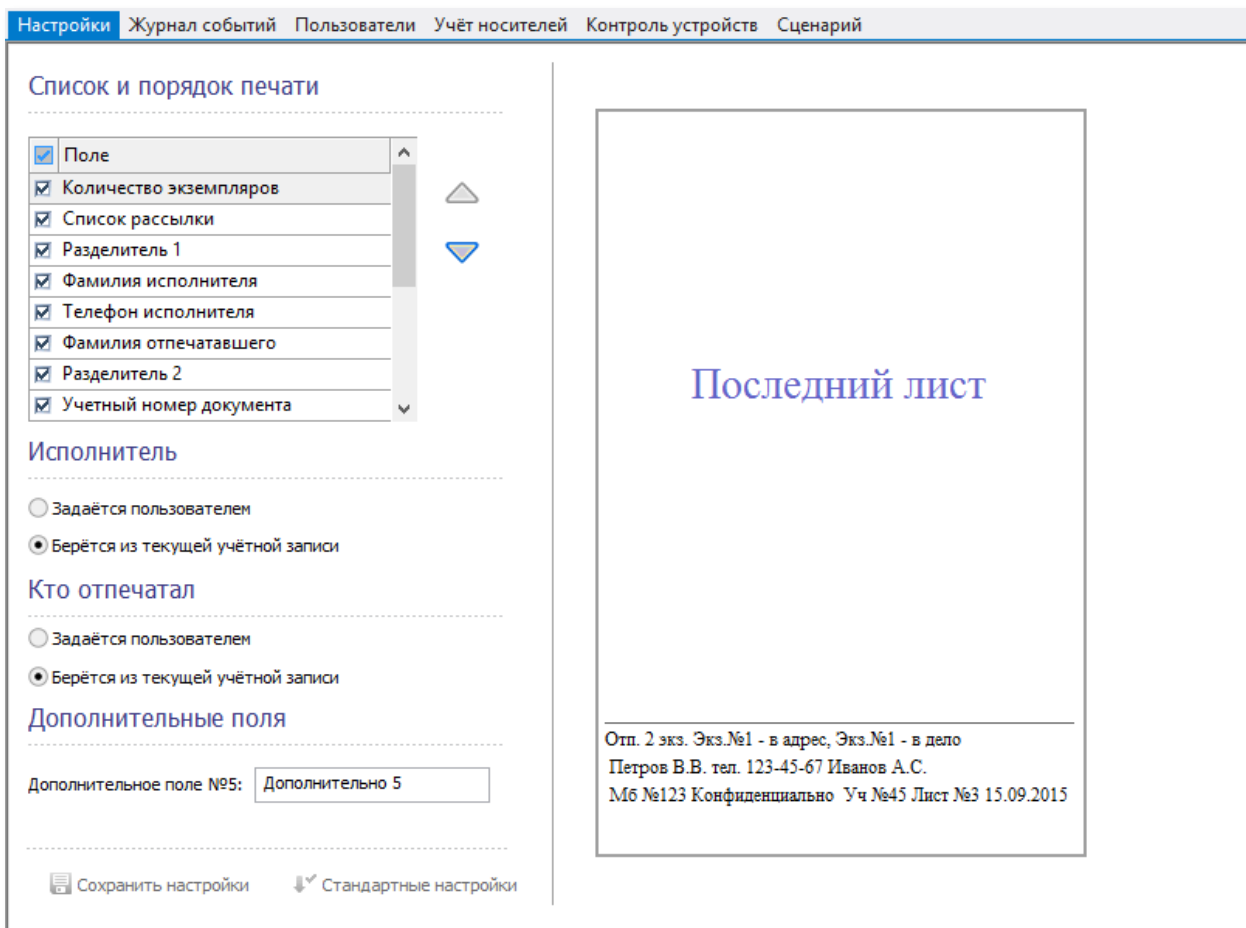 Настройки Журнал событий Пользователи Учёт носителей Контроль устройств Сценарий
Список и порядок печати
Поле
Количество экземпляров
Список рассылки
Разделитель 1
Фамилия исполнителя
Телефон исполнителя
Фамилия отпечатавшего
Разделитель 2
Учетный номер документа
Исполнитель
Задаётся пользователем
Берётся из текущей учётной записи
Кто отпечатал
Задаётся пользователем
Берётся из текущей учётной записи
Дополнительные поля
Дополнительное поле №5: Дополнительно 5
Сохранить настройки Стандартные настройки
Последний лист
Отп. 2 экз. Экз.№1 - в адрес, Экз.№1 - в дело
Петров В.В. тел. 123-45-67 Иванов А.С.
Мб №123 Конфиденциально Уч №45 Лист №3 15.09.2015